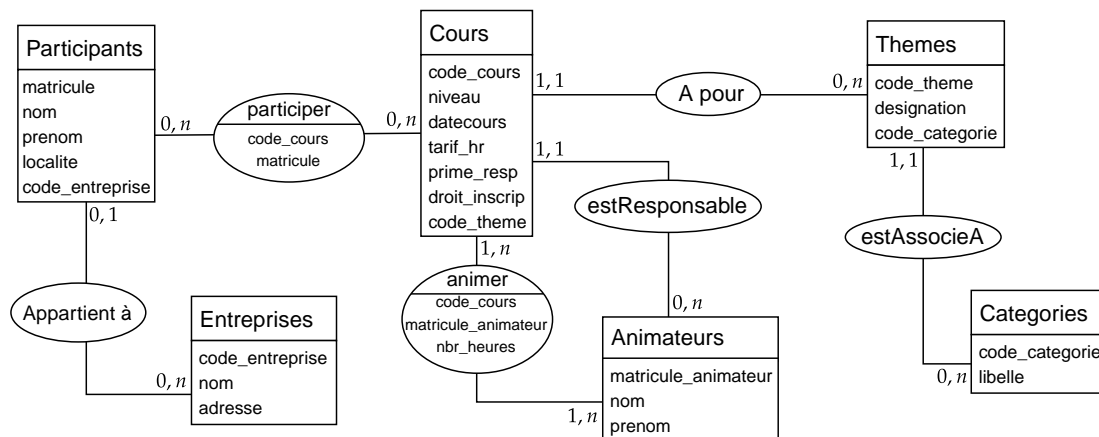 Participants
matricule
nom
prenom
localite
code_entreprise
0, n
participer
code_cours
matricule
0, n
Cours
code_cours
niveau
datecours
tarif_hr
prime_resp
droit_inscrip
code_theme
1, 1
A pour
0, n
Themes
code_theme
designation
code_categorie
1, 1
estResponsable
0, n
1, 1
estAssocieA
0, n
Categories
code_categorie
libelle
0, 1
Appartient à
0, n
Entreprises
code_entreprise
nom
adresse
1, n
animer
code_cours
matricule_animateur
nbr_heures
1, n
Animateurs
matricule_animateur
nom
prenom